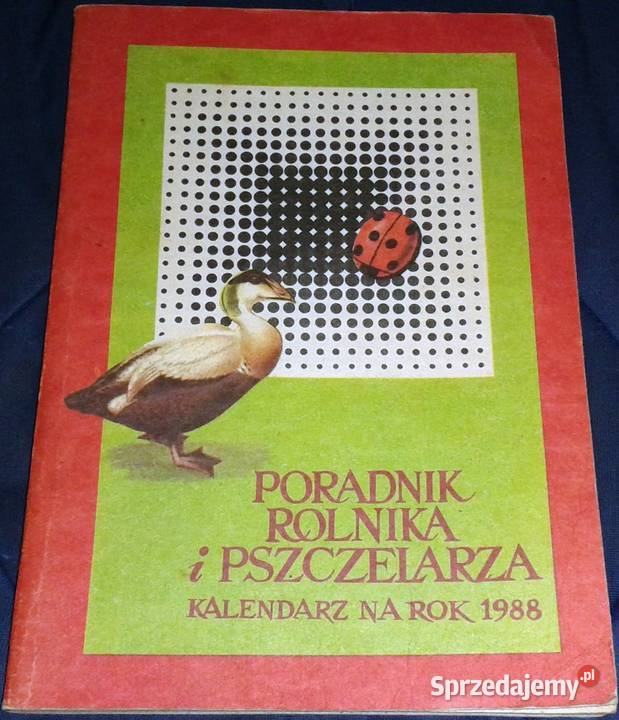 PORADNIK
ROLNIKA
i PSZCZELARZA
KALENDARZ NA ROK 1988
Sprzedajemy.pl